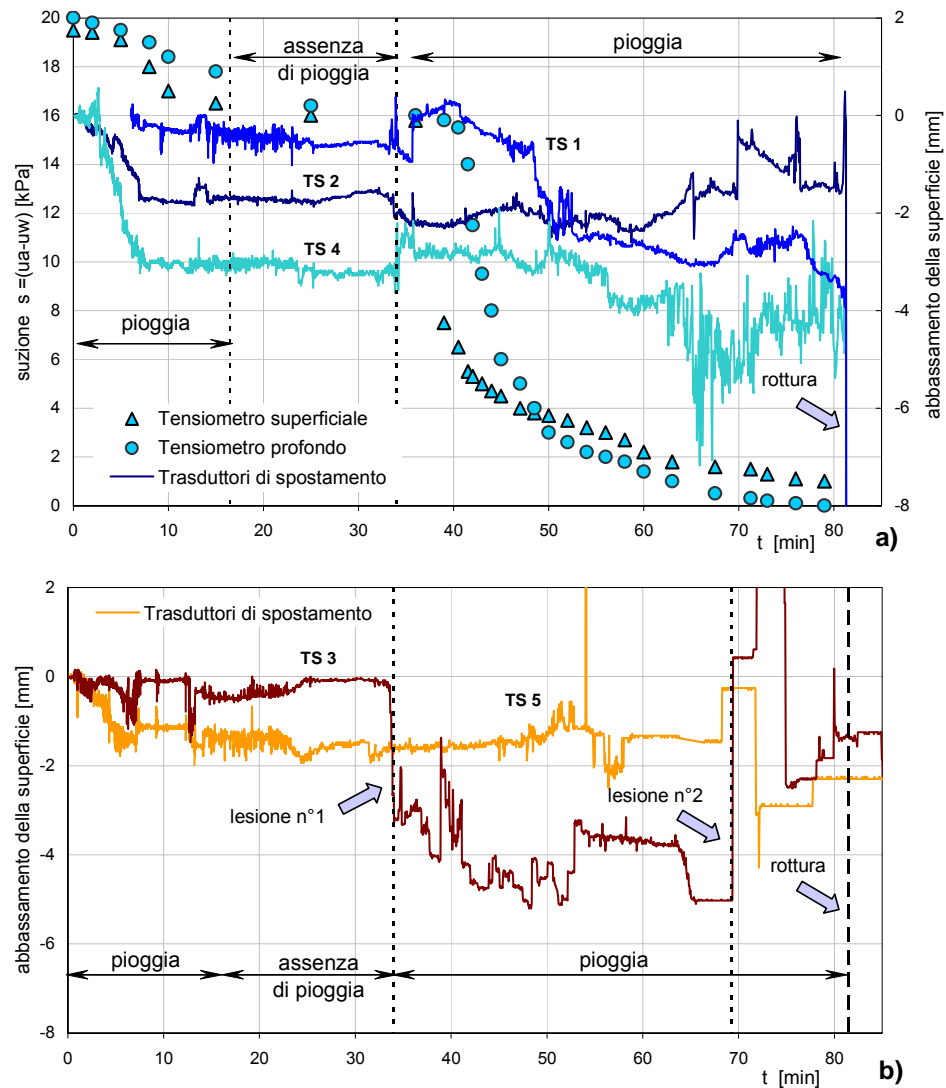 20
18
16
14
12
10
8
6
4
2
0
suzione s =(ua-uw) [kPa]
2
0
-2
-4
-6
-8
abbassamento della superficie [mm]
assenza
di pioggia
pioggia
TS 1
TS 2
TS 4
pioggia
rottura
Tensiometro superficiale
Tensiometro profondo
Trasduttori di spostamento
0 10 20 30 40 50 60 70 80
t [min]
a)
2
0
-2
-4
-6
-8
abbassamento della superficie [mm]
Trasduttori di spostamento
TS 3
TS 5
lesione n°1
lesione n°2
rottura
pioggia
assenza
di pioggia
pioggia
0 10 20 30 40 50 60 70 80
t [min]
b)